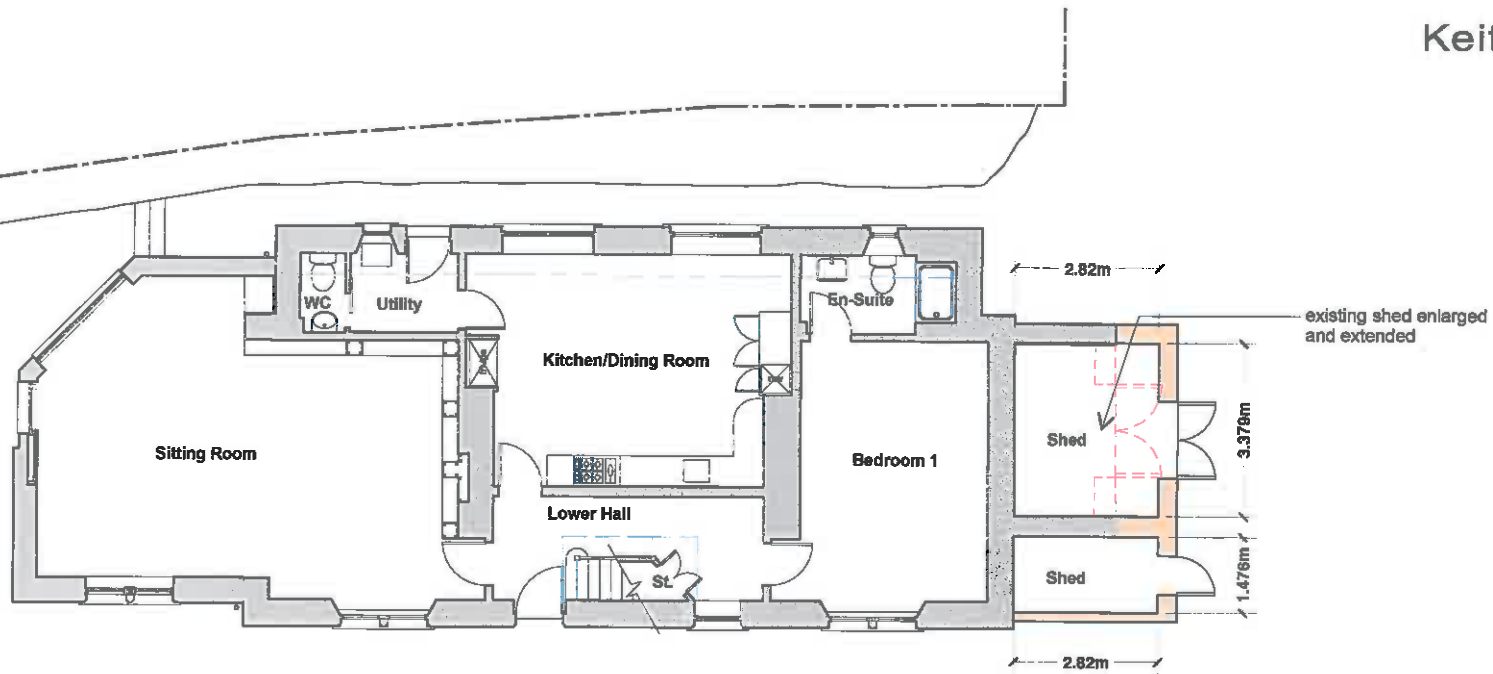 Keit
2.82m
existing shed enlarged
and extended
WC
Utility
En-Suite
Kitchen/Dining Room
3.379m
Shed
Sitting Room
Bedroom 1
Lower Hall
St.
Shed
1.476m
2.82m